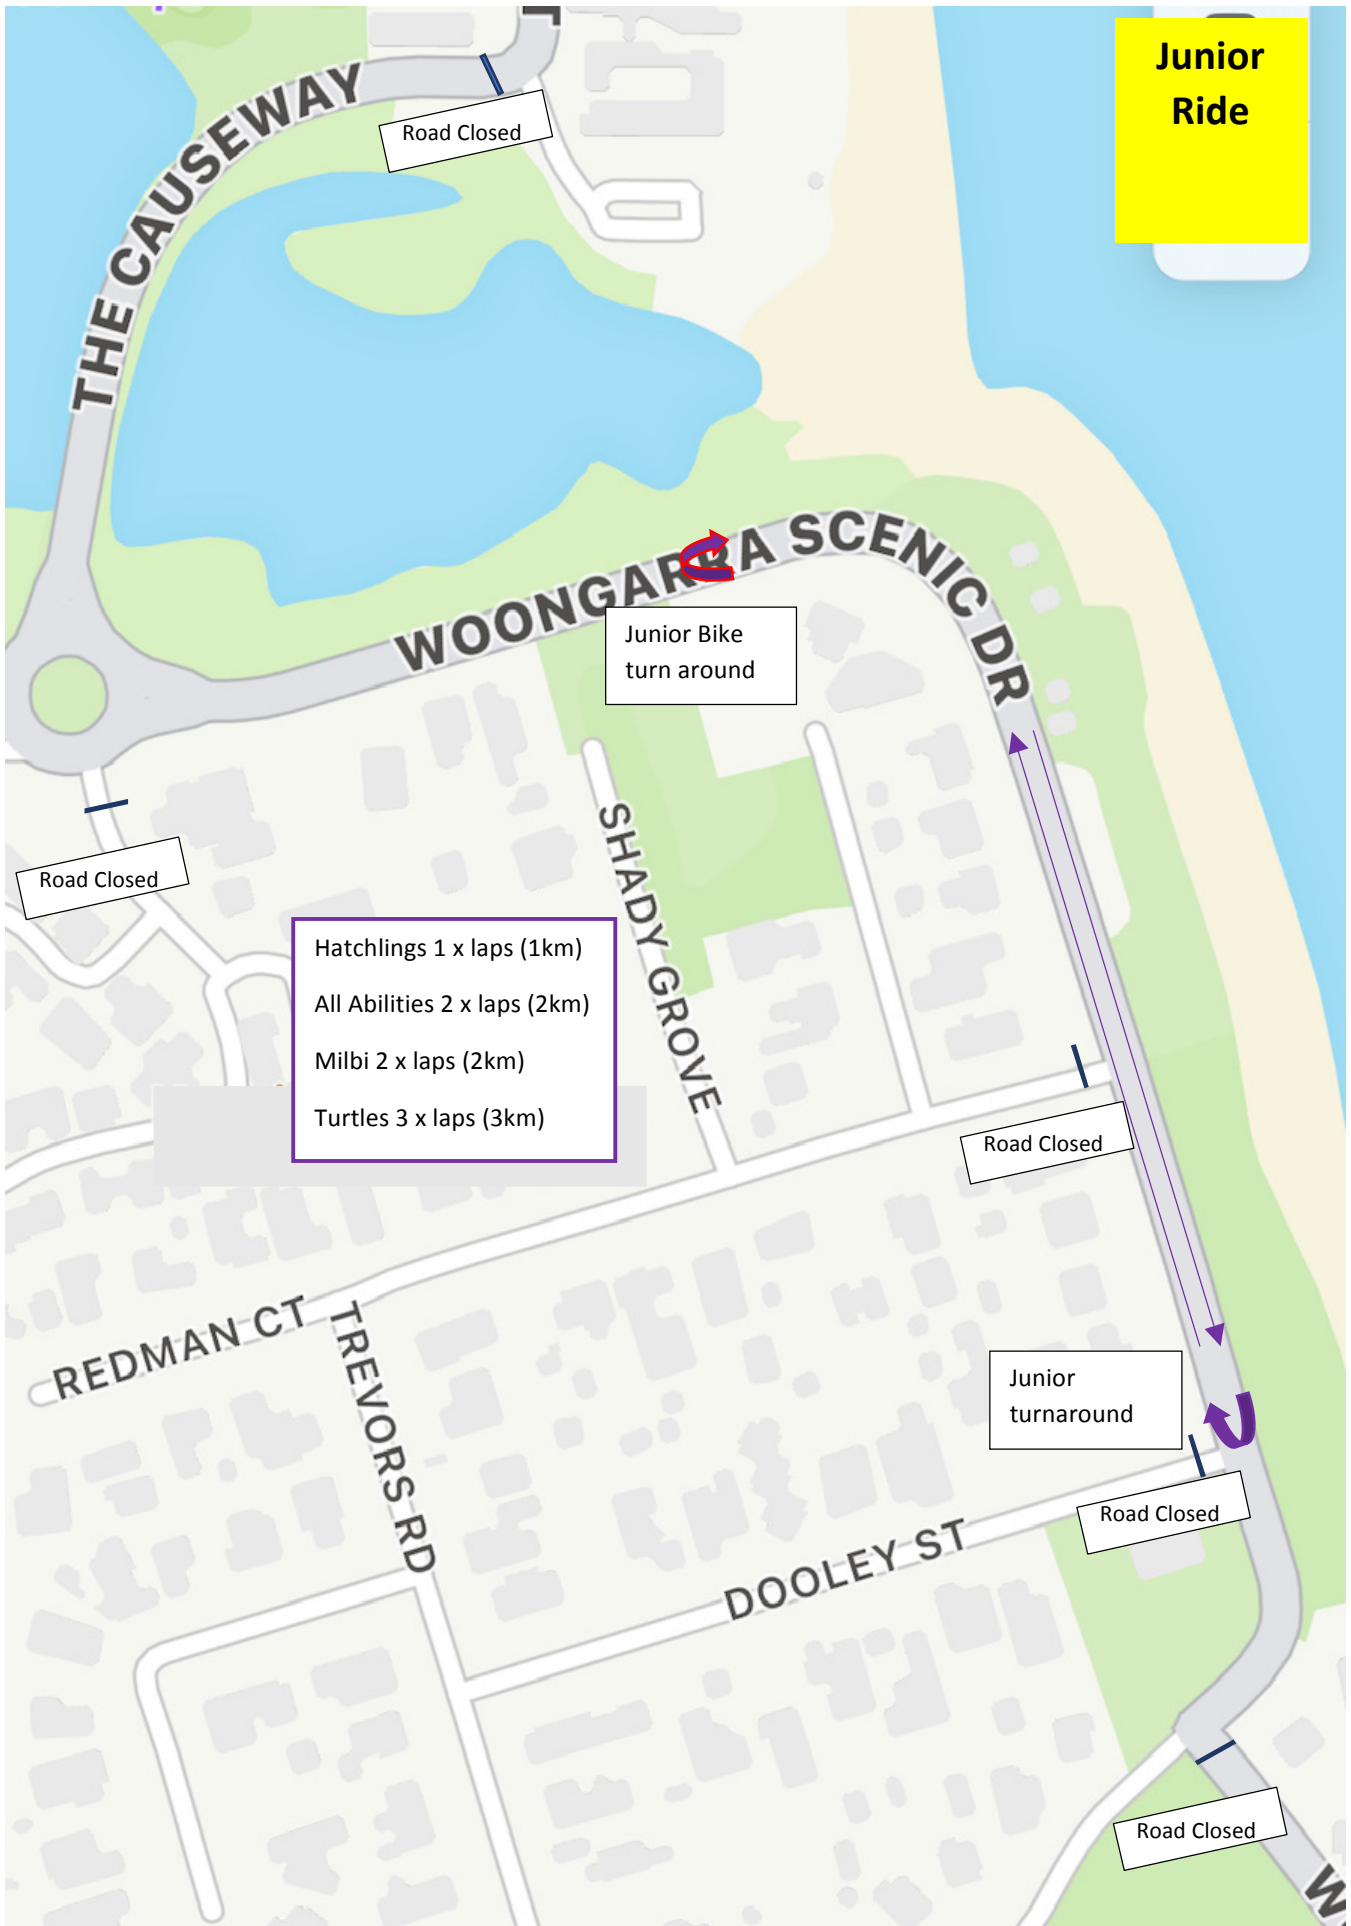 Junior
Ride
THE CAUSEWAY
Road Closed
WOONGARRA SCENIC DR
Junior Bike
turn around
Road Closed
SHADY GROVE
Hatchlings 1 x laps (1km)
All Abilities 2 x laps (2km)
Milbi 2 x laps (2km)
Turtles 3 x laps (3km)
Road Closed
REDMAN CT
TREVORS RD
Junior
turnaround
Road Closed
DOOLEY ST
Road Closed